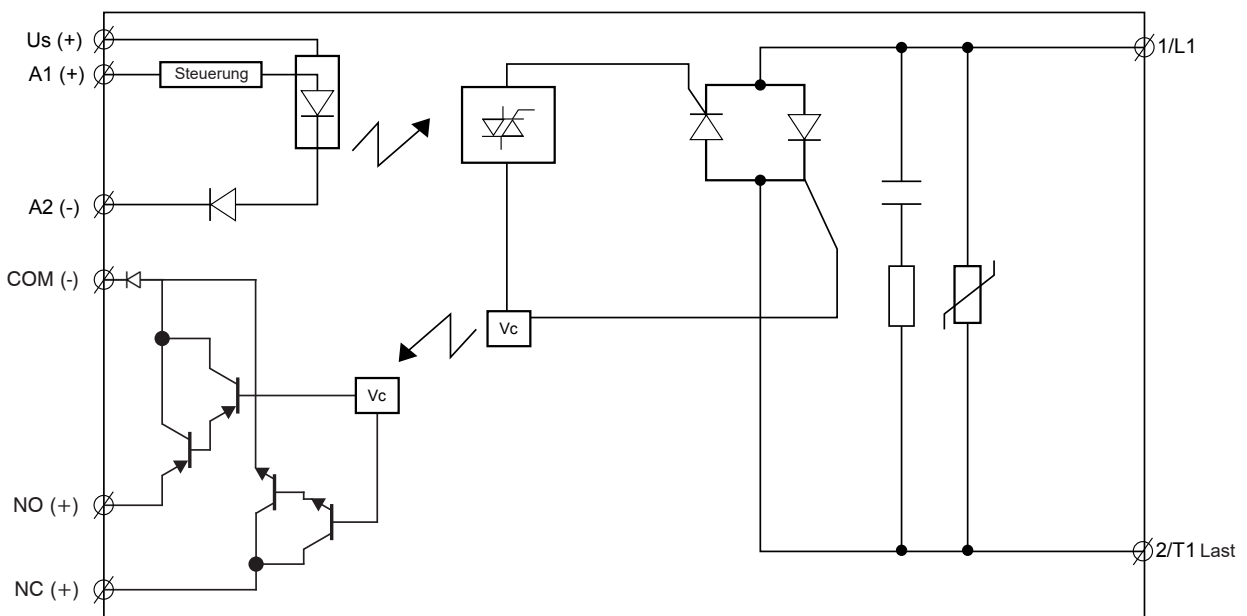 Us (+)
A1 (+)
Steuerung
1/L1
A2 (-)
COM (-)
Vc
Vc
NO (+)
2/T1 Last
NC (+)